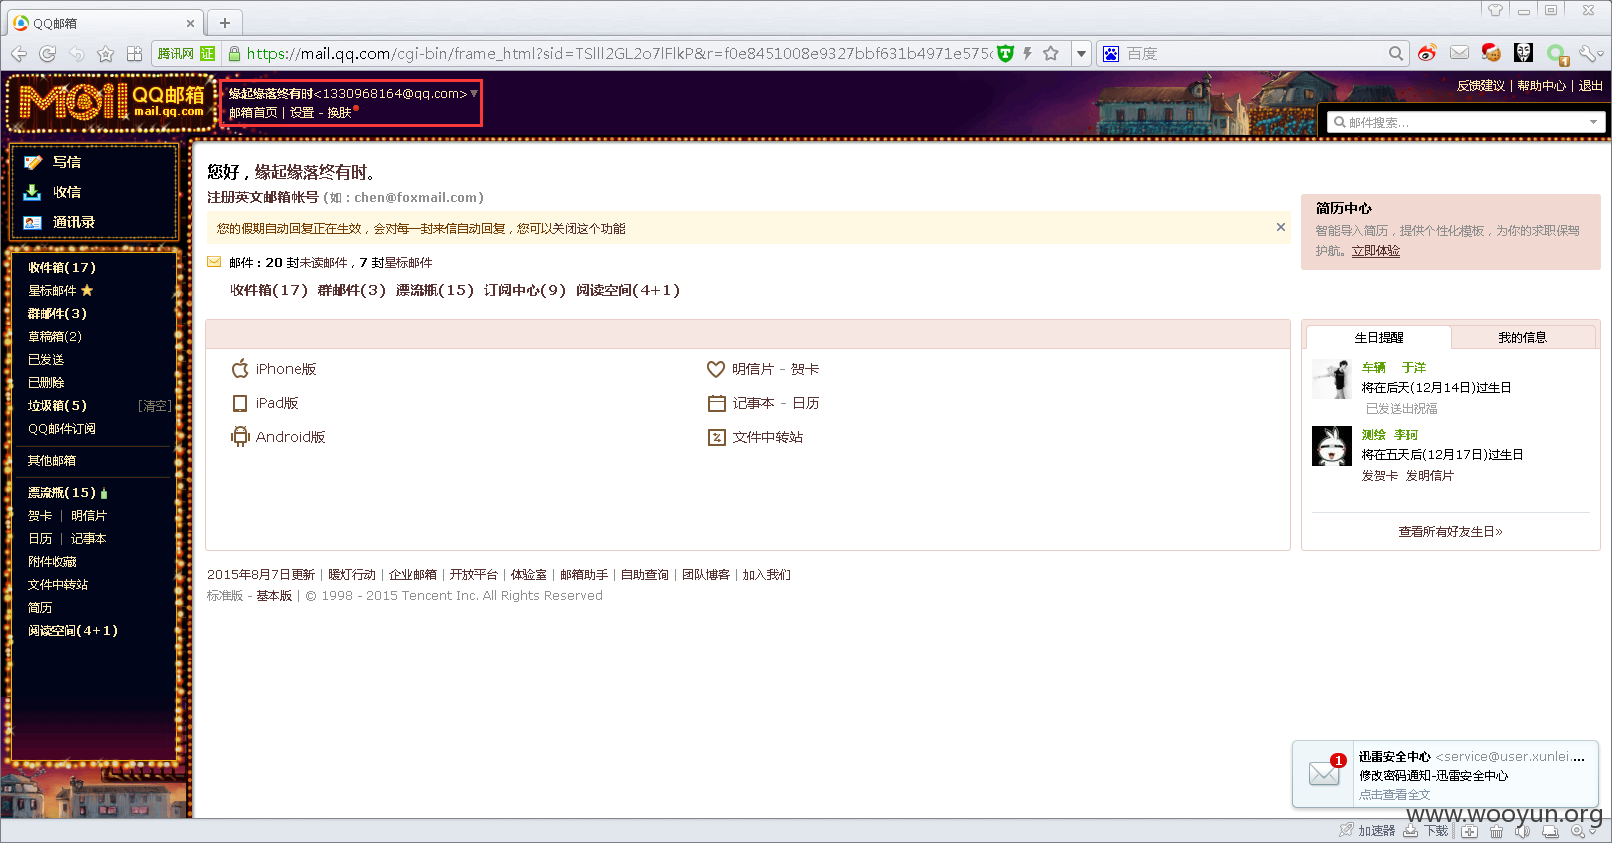 QQ邮箱
腾讯网 证 https://mail.qq.com/cgi-bin/frame_html?sid=TSlll2GL2o7lFlkP&r=f0e8451008e9327bbf631b4971e575c 百度
Mail QQ邮箱
mail.qq.com
缘起缘落终有时<1330968164@qq.com>
邮箱首页 | 设置 - 换肤
反馈建议 | 帮助中心 | 退出
邮件搜索...
写信
收信
通讯录
收件箱(17)
星标邮件
群邮件(3)
草稿箱(2)
已发送
已删除
垃圾箱(5) [清空]
QQ邮件订阅
其他邮箱
漂流瓶(15)
贺卡 | 明信片
日历 | 记事本
附件收藏
文件中转站
简历
阅读空间(4+1)
您好，缘起缘落终有时。
注册英文邮箱帐号 (如：chen@foxmail.com)
您的假期自动回复正在生效，会对每一封来信自动回复，您可以关闭这个功能
邮件：20 封未读邮件，7 封星标邮件
收件箱(17) 群邮件(3) 漂流瓶(15) 订阅中心(9) 阅读空间(4+1)
iPhone版
iPad版
Android版
明信片 - 贺卡
记事本 - 日历
文件中转站
2015年8月7日更新 | 暖灯行动 | 企业邮箱 | 开放平台 | 体验室 | 邮箱助手 | 自助查询 | 团队博客 | 加入我们
标准版 - 基本版 | © 1998 - 2015 Tencent Inc. All Rights Reserved
简历中心
智能导入简历，提供个性化模板，为你的求职保驾
护航。立即体验
生日提醒 我的信息
车辆 于洋
将在后天(12月14日)过生日
已发送出祝福
测绘 李珂
将在五天后(12月17日)过生日
发贺卡 发明信片
查看所有好友生日»
1
迅雷安全中心 <service@user.xunlei....
修改密码通知-迅雷安全中心
点击查看全文
www.wooyun.org
加速器 下载